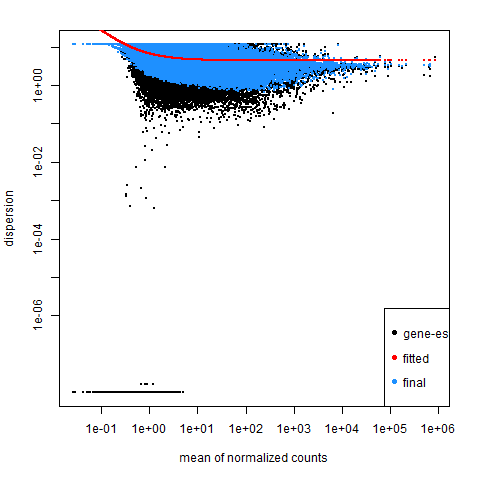 dispersion
1e+00
1e-02
1e-04
1e-06
gene-es
fitted
final
1e-01 1e+00 1e+01 1e+02 1e+03 1e+04 1e+05 1e+06
mean of normalized counts